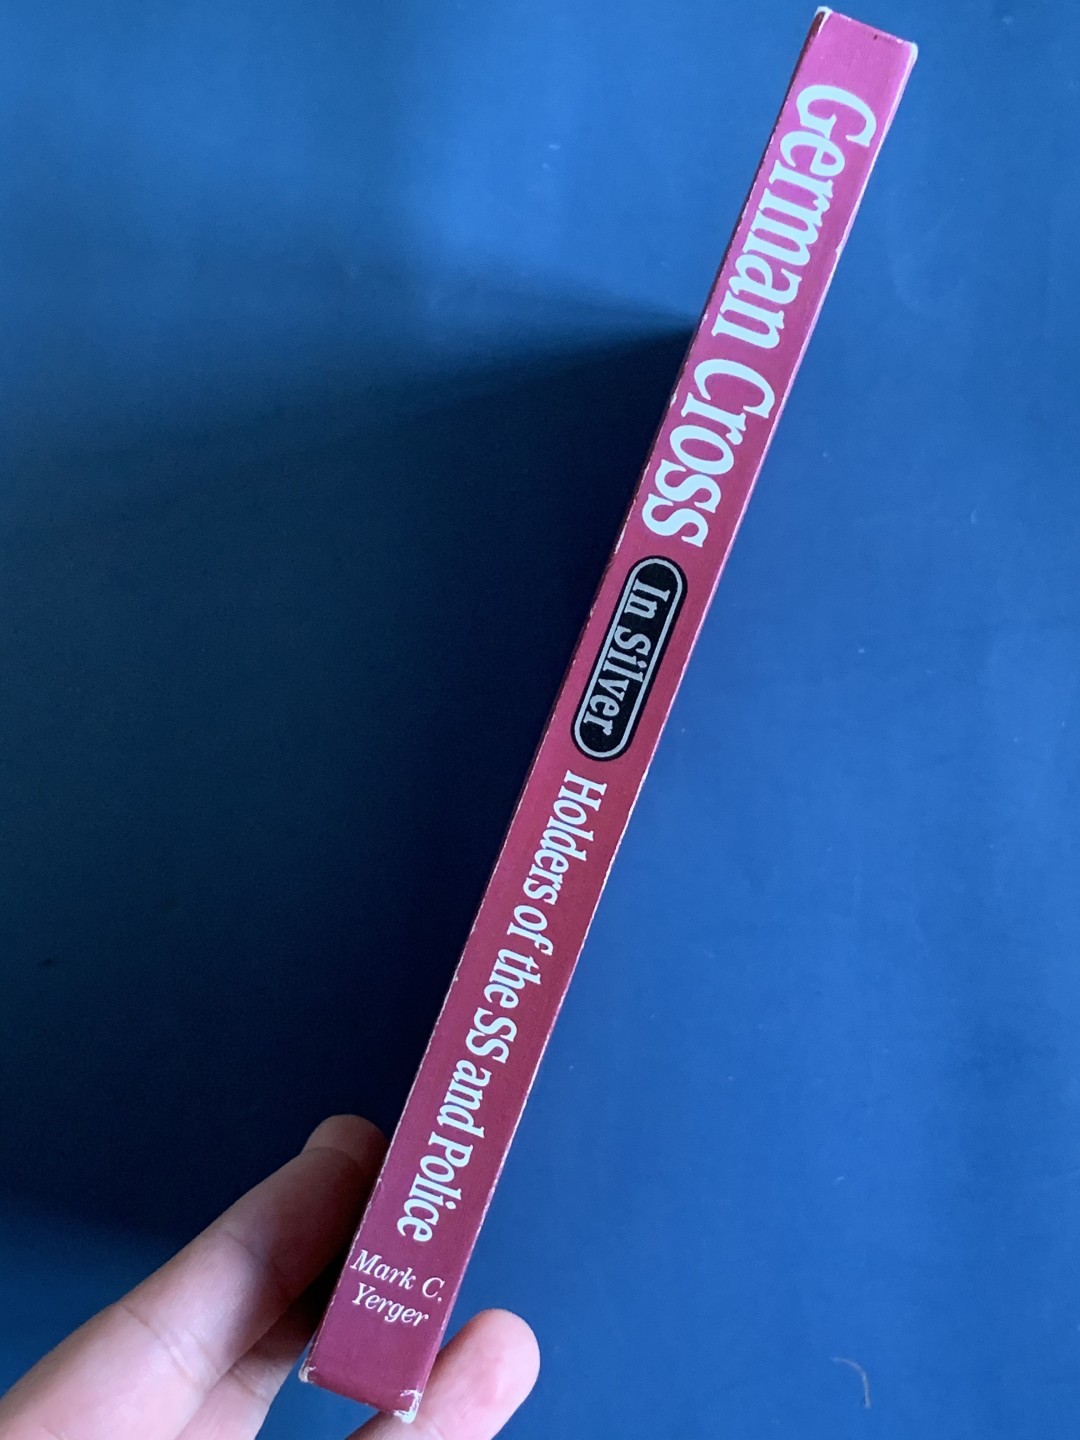 German Cross
In Silver
Holders of the SS and Police
Mark C.
Yerger